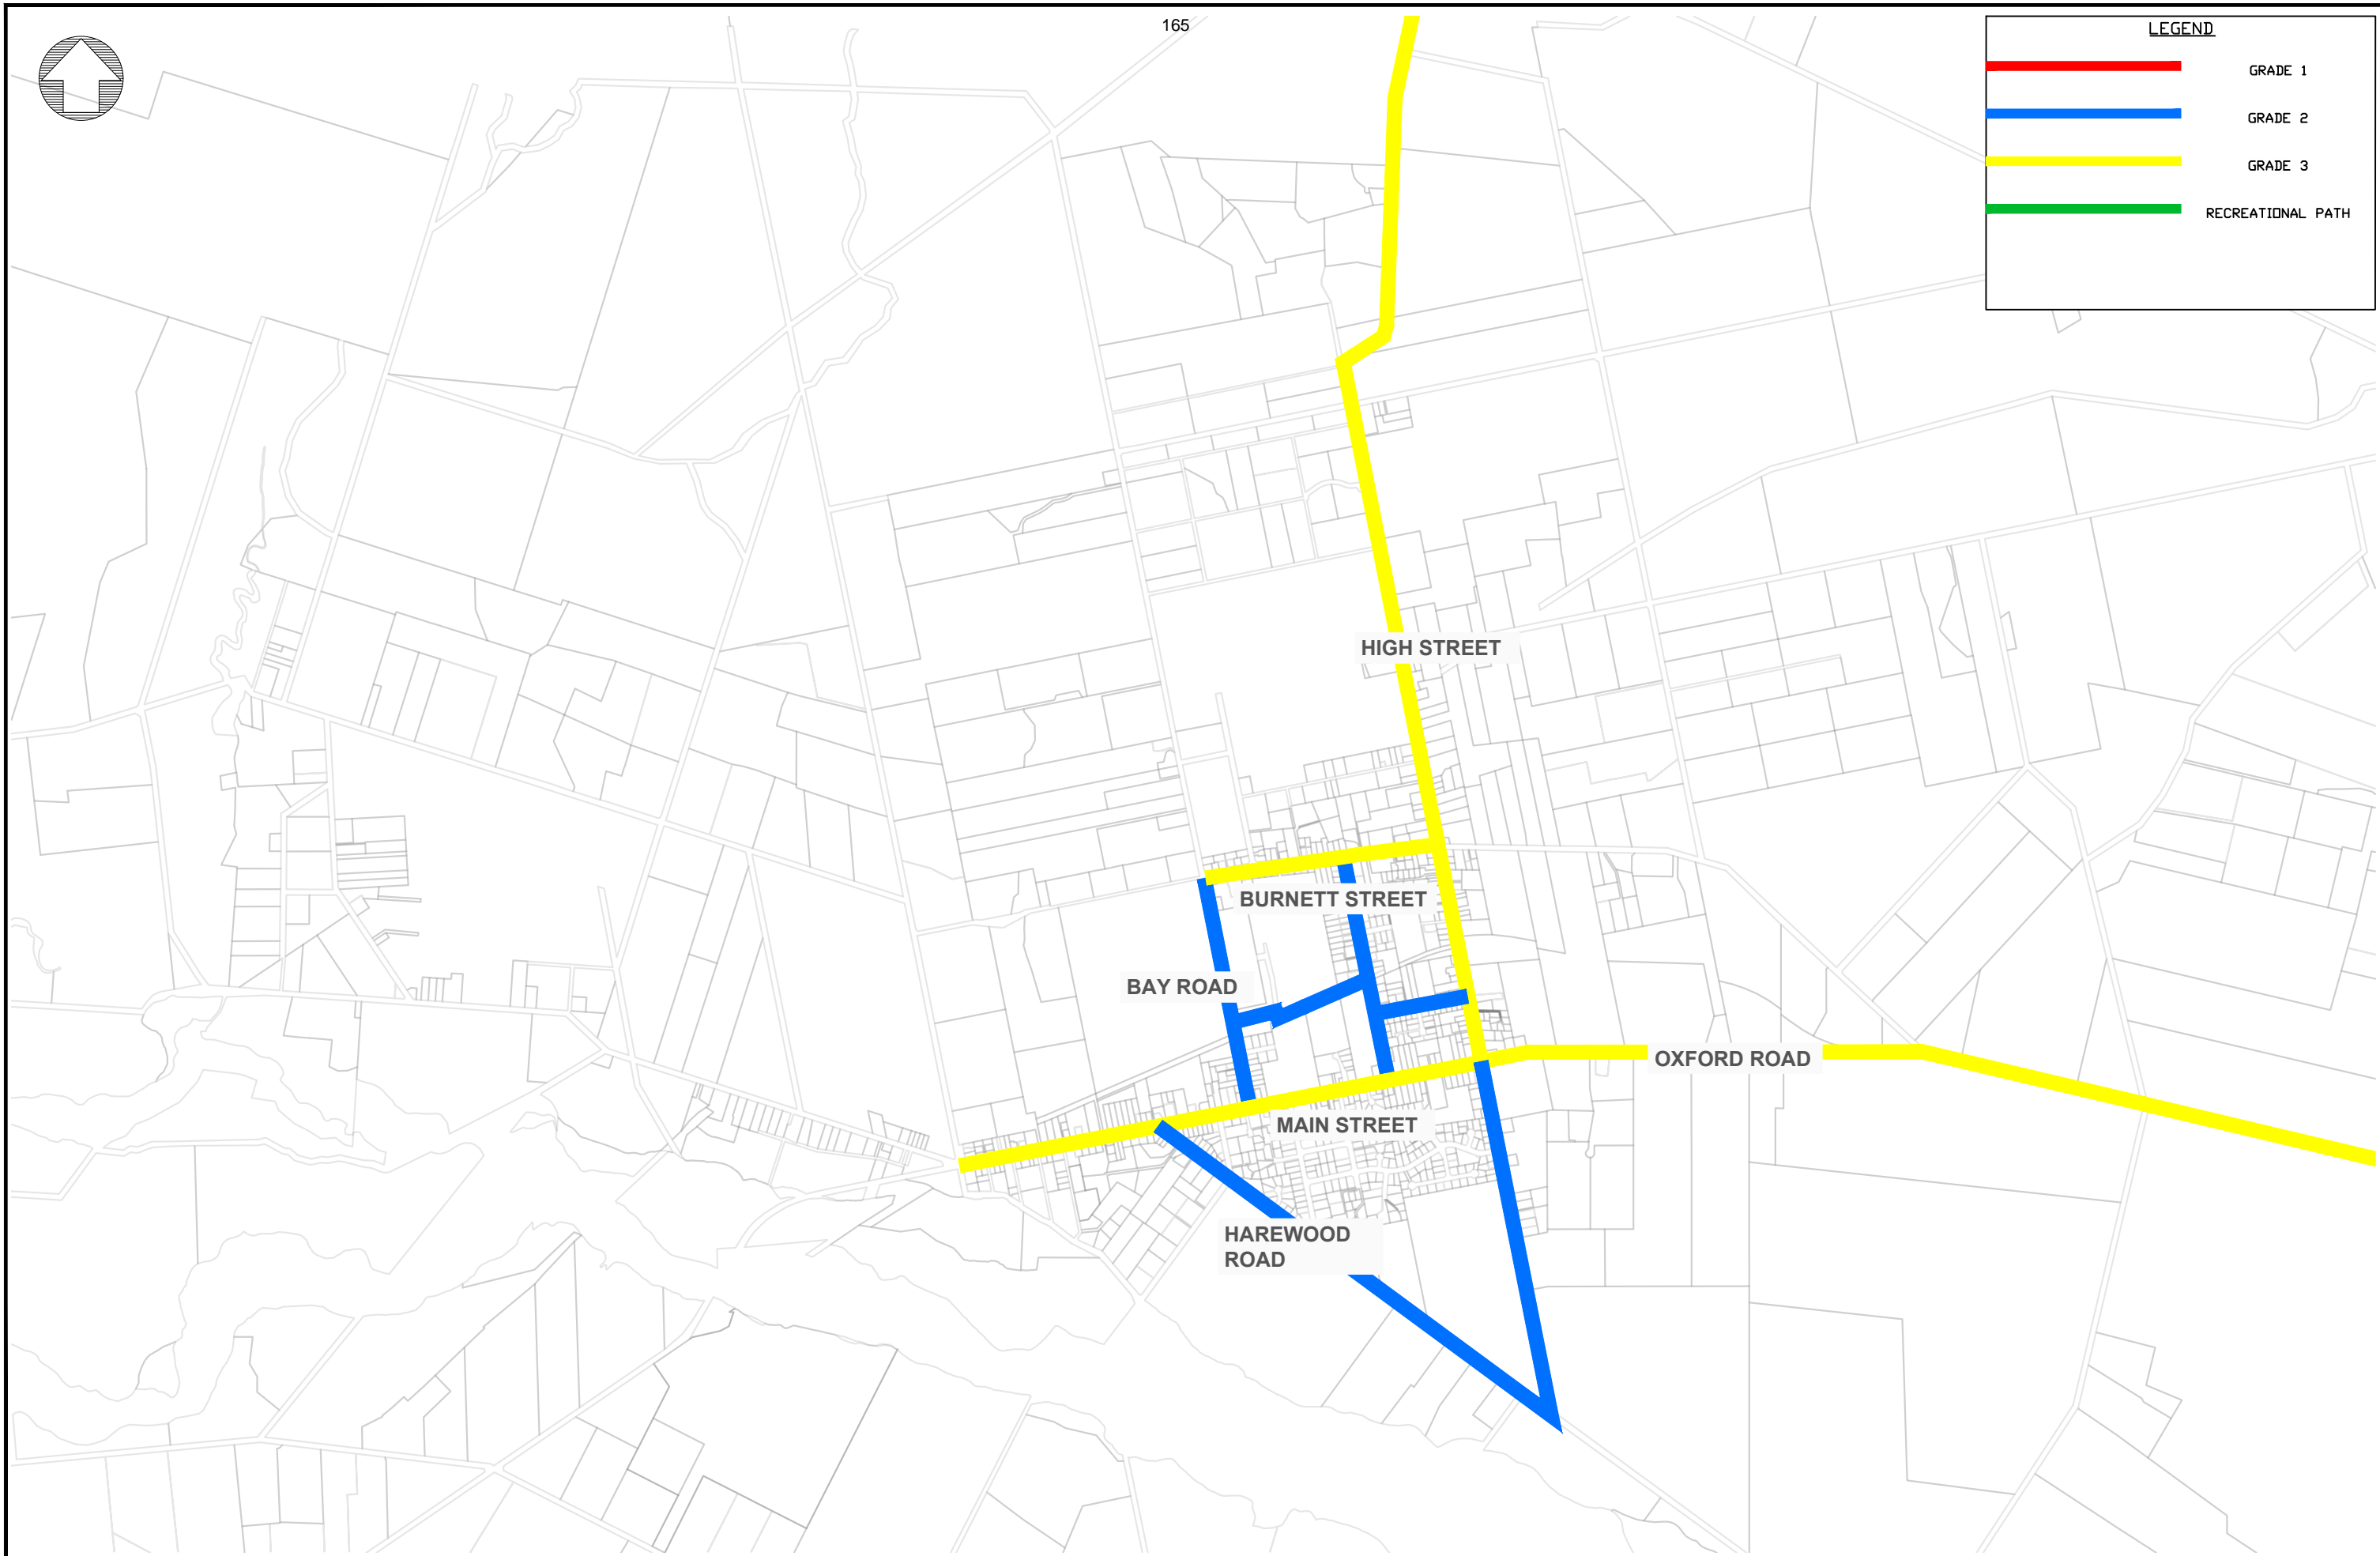 165
LEGEND
GRADE 1
GRADE 2
GRADE 3
RECREATIONAL PATH
HIGH STREET
BURNETT STREET
BAY ROAD
OXFORD ROAD
MAIN STREET
HAREWOOD
ROAD